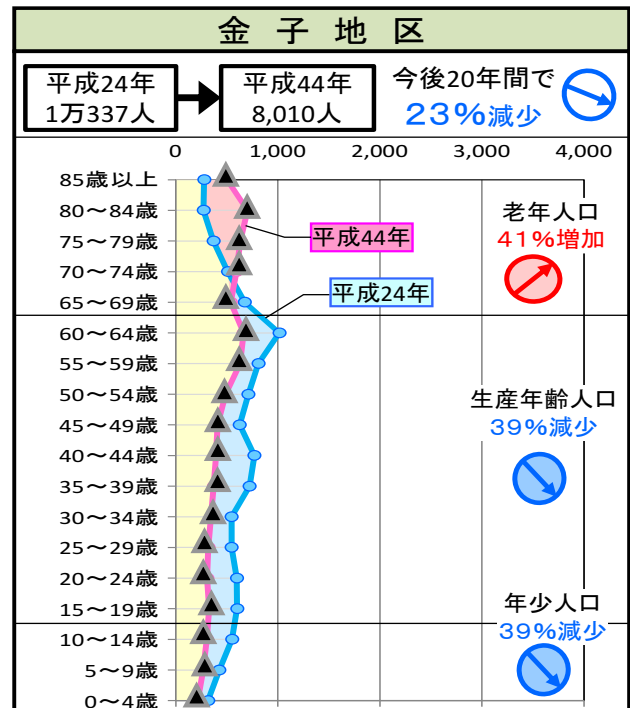 金子地区
平成24年
1万337人
平成44年
8,010人
今後20年間で
23%減少
0 1,000 2,000 3,000 4,000
85歳以上
80～84歳
75～79歳
70～74歳
65～69歳
60～64歳
55～59歳
50～54歳
45～49歳
40～44歳
35～39歳
30～34歳
25～29歳
20～24歳
15～19歳
10～14歳
5～9歳
0～4歳
平成44年
平成24年
老年人口
41%増加
生産年齢人口
39%減少
年少人口
39%減少